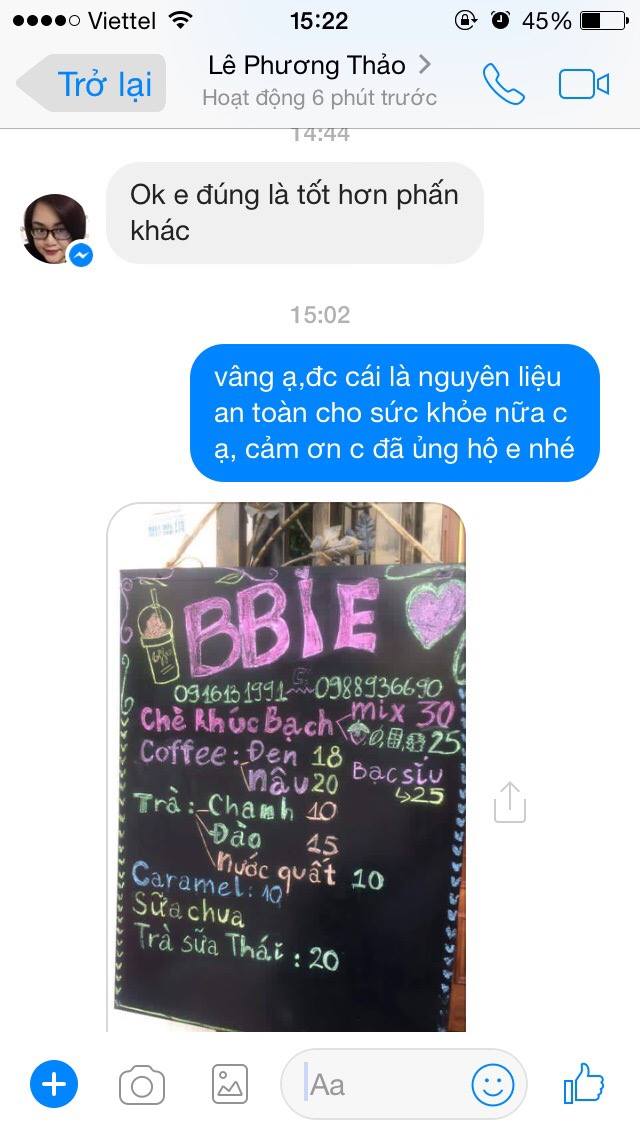 Viettel 15:22 45%
Trở lại
Lê Phương Thảo
Hoạt động 6 phút trước
14:44
Ok e đúng là tốt hơn phấn
khác
15:02
vâng ạ,đc cái là nguyên liệu
an toàn cho sức khỏe nữa c
ạ, cảm ơn c đã ủng hộ e nhé
BBIE
0916131991 0988936690
Chè Khúc Bạch mix 30
25
Coffee: Đen 18
Nâu 20 Bạc sỉu
25
Trà: Chanh 10
Đào 15
Nước quất 10
Caramel: 10
Sữa chua
Trà sữa Thái: 20
Aa